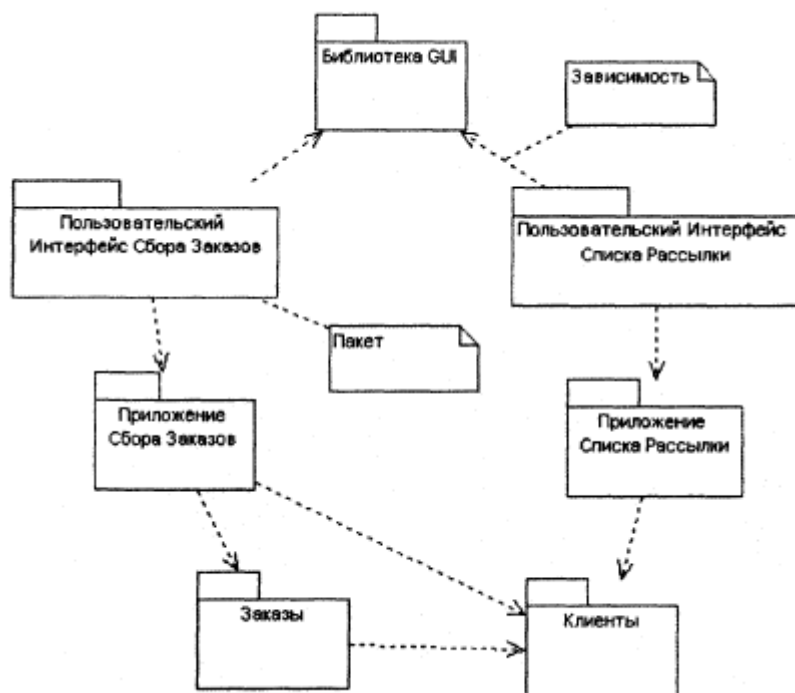 Библиотека GUI
Зависимость
Пользовательский
Интерфейс Сбора Заказов
Пользовательский Интерфейс
Списка Рассылки
Пакет
Приложение
Сбора Заказов
Приложение
Списка Рассылки
Заказы
Клиенты